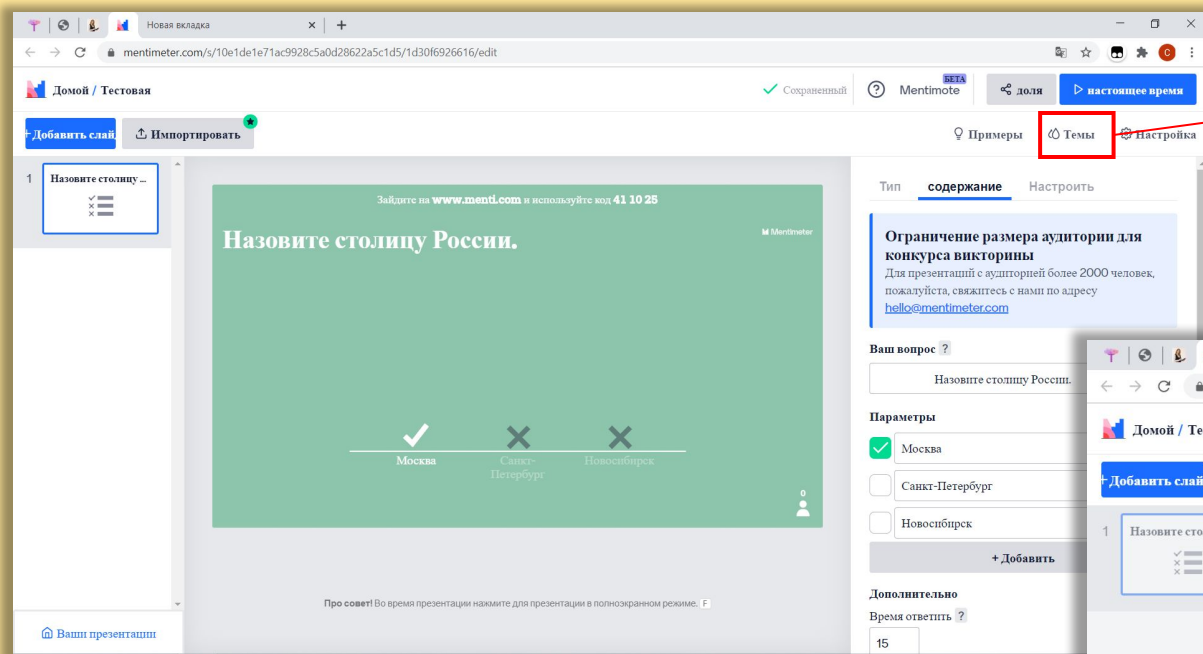 Новая вкладка
mentimeter.com/s/10e1de1e71ac9928c5a0d28622a5c1d5/1d30f6926616/edit
C
Домой / Тестовая
Сохраненный
?
Mentimote
БЕТА
доля
настоящее время
+Добавить слай
Импортировать
Примеры
Темы
Настройка
1
Назовите столицу ...
Зайдите на www.menti.com и используйте код 41 10 25
Назовите столицу России.
Mentimeter
Москва
Санкт-
Петербург
Новосибирск
0
Про совет! Во время презентации нажмите для презентации в полноэкранном режиме. F
Ваши презентации
Тип
содержание
Настроить
Ограничение размера аудитории для
конкурса викторины
Для презентаций с аудиторией более 2000 человек,
пожалуйста, свяжитесь с нами по адресу
hello@mentimeter.com
Ваш вопрос ?
Назовите столицу России.
Параметры
Москва
Санкт-Петербург
Новосибирск
+ Добавить
Дополнительно
Время ответить ?
15
Домой / Те
+Добавить слай
1
Назовите сто